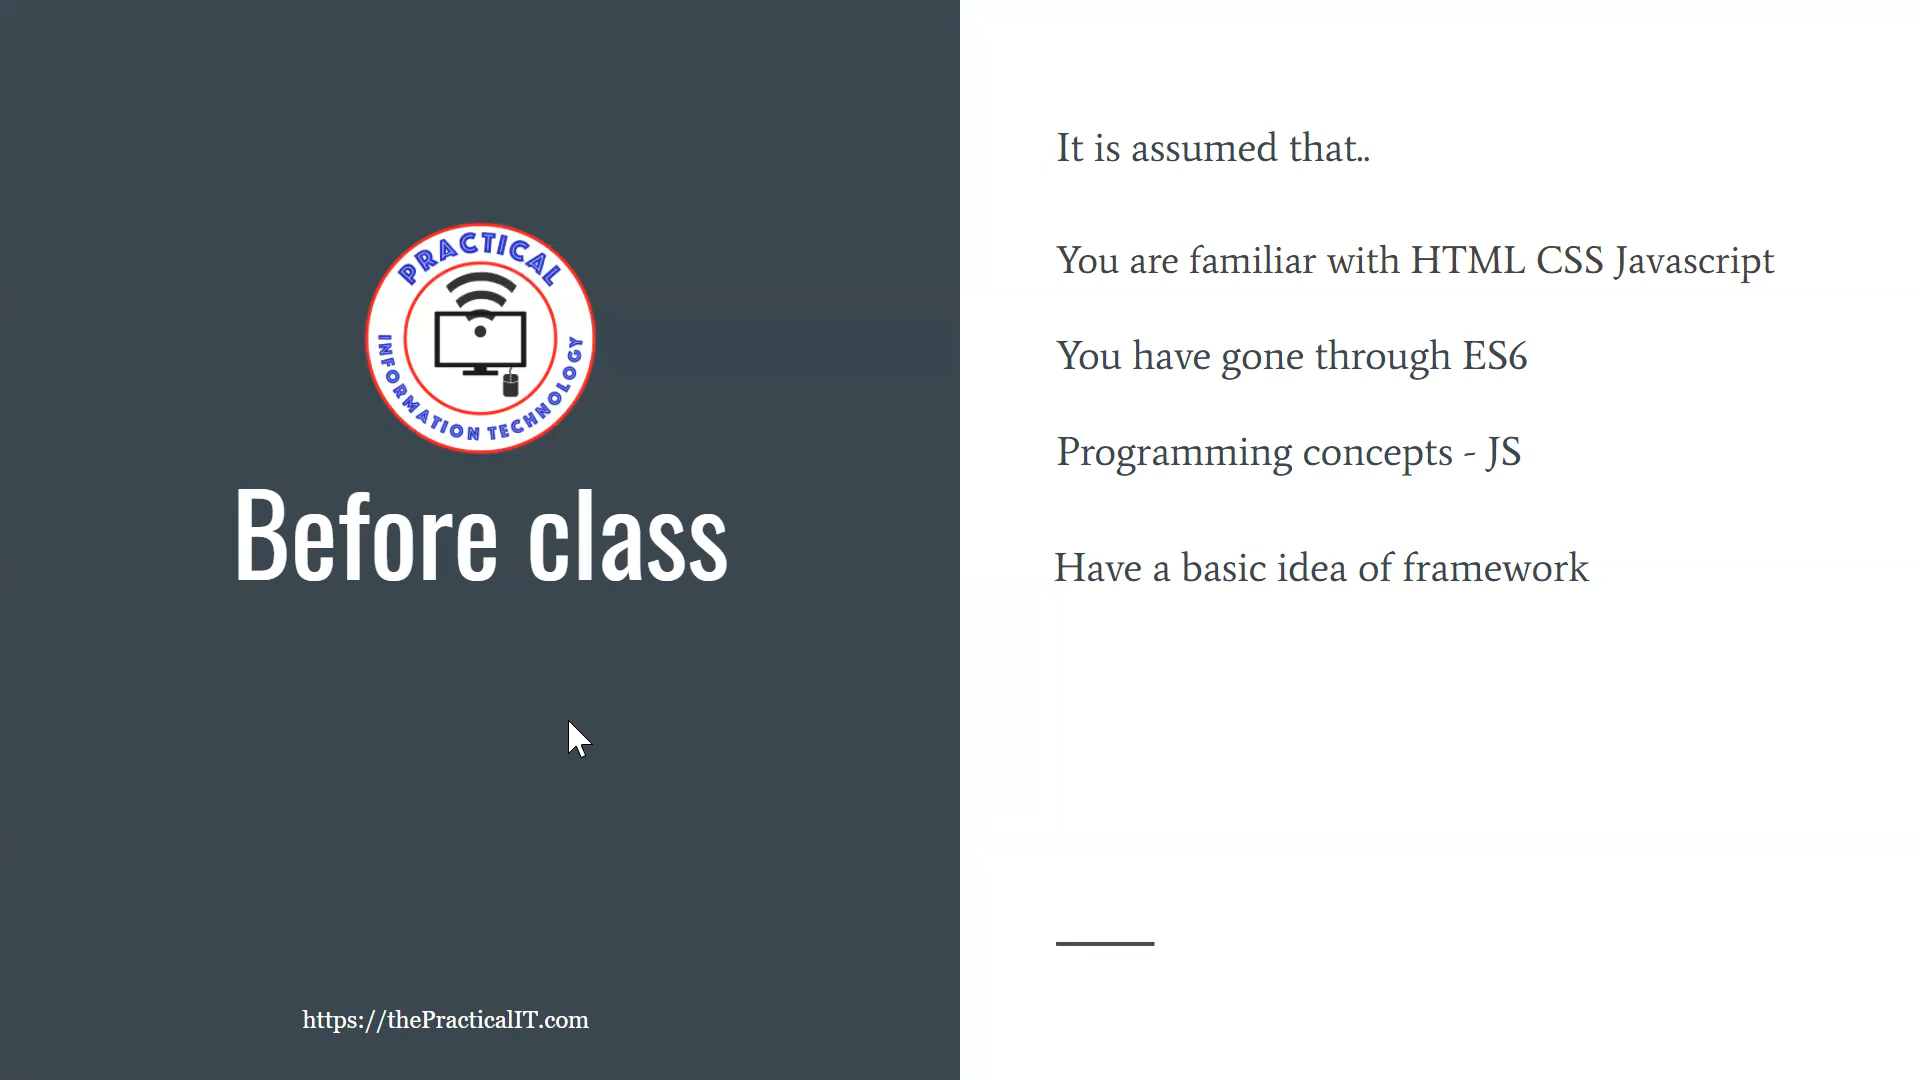 PRACTICAL
INFORMATION TECHNOLOGY
Before class
https://thePracticalIT.com
It is assumed that..
You are familiar with HTML CSS Javascript
You have gone through ES6
Programming concepts - JS
Have a basic idea of framework